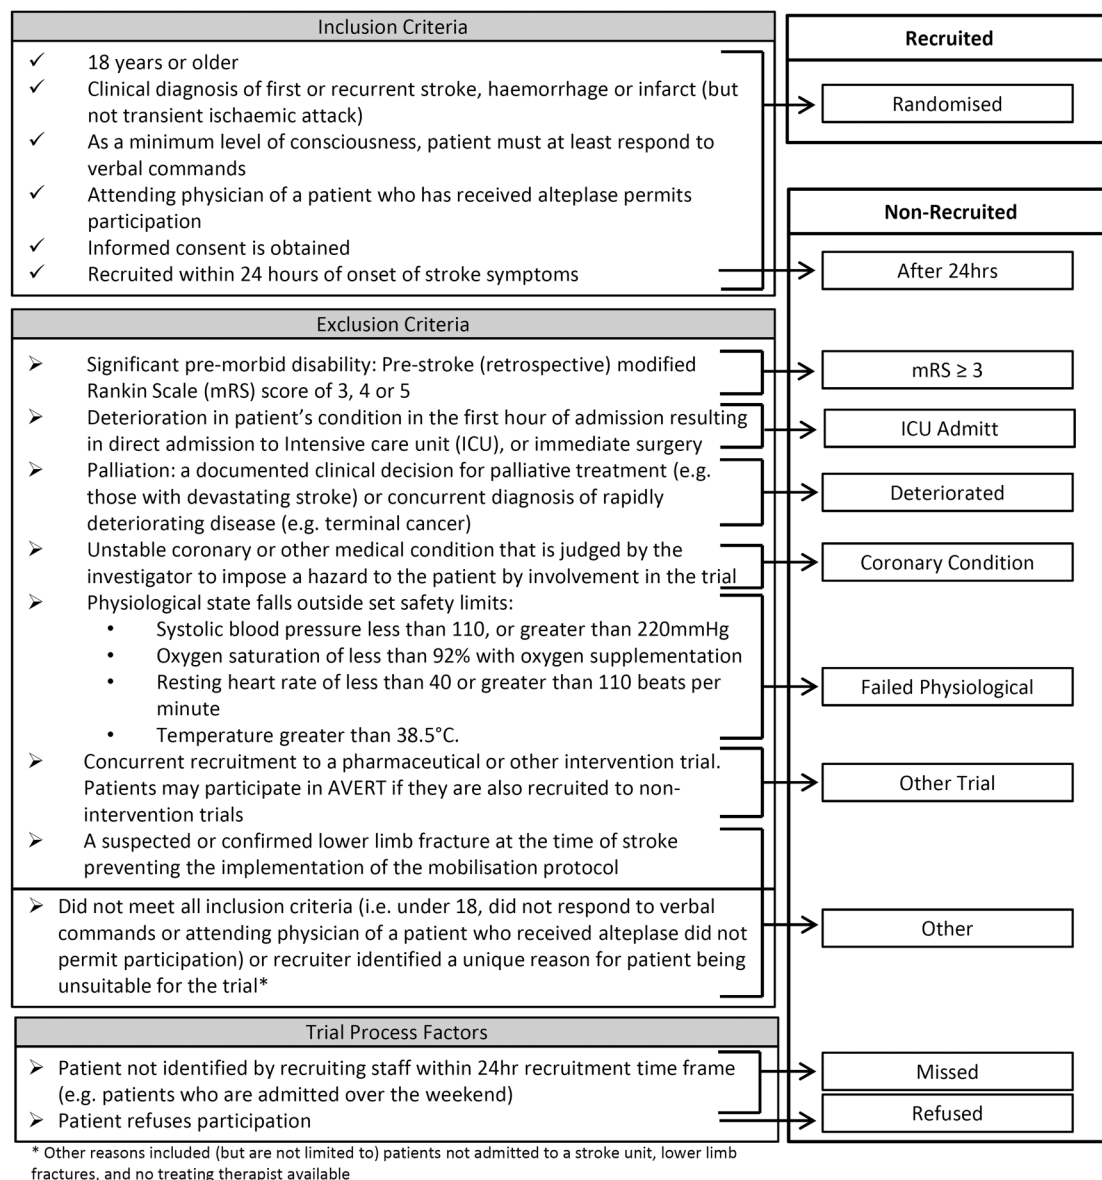 Inclusion Criteria
✓ 18 years or older
✓ Clinical diagnosis of first or recurrent stroke, haemorrhage or infarct (but
not transient ischaemic attack)
✓ As a minimum level of consciousness, patient must at least respond to
verbal commands
✓ Attending physician of a patient who has received alteplase permits
participation
✓ Informed consent is obtained
✓ Recruited within 24 hours of onset of stroke symptoms
Recruited
Randomised
Non-Recruited
After 24hrs
Exclusion Criteria
➢ Significant pre-morbid disability: Pre-stroke (retrospective) modified
Rankin Scale (mRS) score of 3, 4 or 5
mRS ≥ 3
➢ Deterioration in patient's condition in the first hour of admission resulting
in direct admission to Intensive care unit (ICU), or immediate surgery
ICU Admitt
➢ Palliation: a documented clinical decision for palliative treatment (e.g.
those with devastating stroke) or concurrent diagnosis of rapidly
deteriorating disease (e.g. terminal cancer)
Deteriorated
➢ Unstable coronary or other medical condition that is judged by the
investigator to impose a hazard to the patient by involvement in the trial
Coronary Condition
➢ Physiological state falls outside set safety limits:
• Systolic blood pressure less than 110, or greater than 220mmHg
• Oxygen saturation of less than 92% with oxygen supplementation
• Resting heart rate of less than 40 or greater than 110 beats per
minute
• Temperature greater than 38.5°C.
Failed Physiological
➢ Concurrent recruitment to a pharmaceutical or other intervention trial.
Patients may participate in AVERT if they are also recruited to non-
intervention trials
Other Trial
➢ A suspected or confirmed lower limb fracture at the time of stroke
preventing the implementation of the mobilisation protocol
➢ Did not meet all inclusion criteria (i.e. under 18, did not respond to verbal
commands or attending physician of a patient who received alteplase did not
permit participation) or recruiter identified a unique reason for patient being
unsuitable for the trial*
Other
Trial Process Factors
➢ Patient not identified by recruiting staff within 24hr recruitment time frame
(e.g. patients who are admitted over the weekend)
Missed
➢ Patient refuses participation
Refused
* Other reasons included (but are not limited to) patients not admitted to a stroke unit, lower limb
fractures, and no treating therapist available